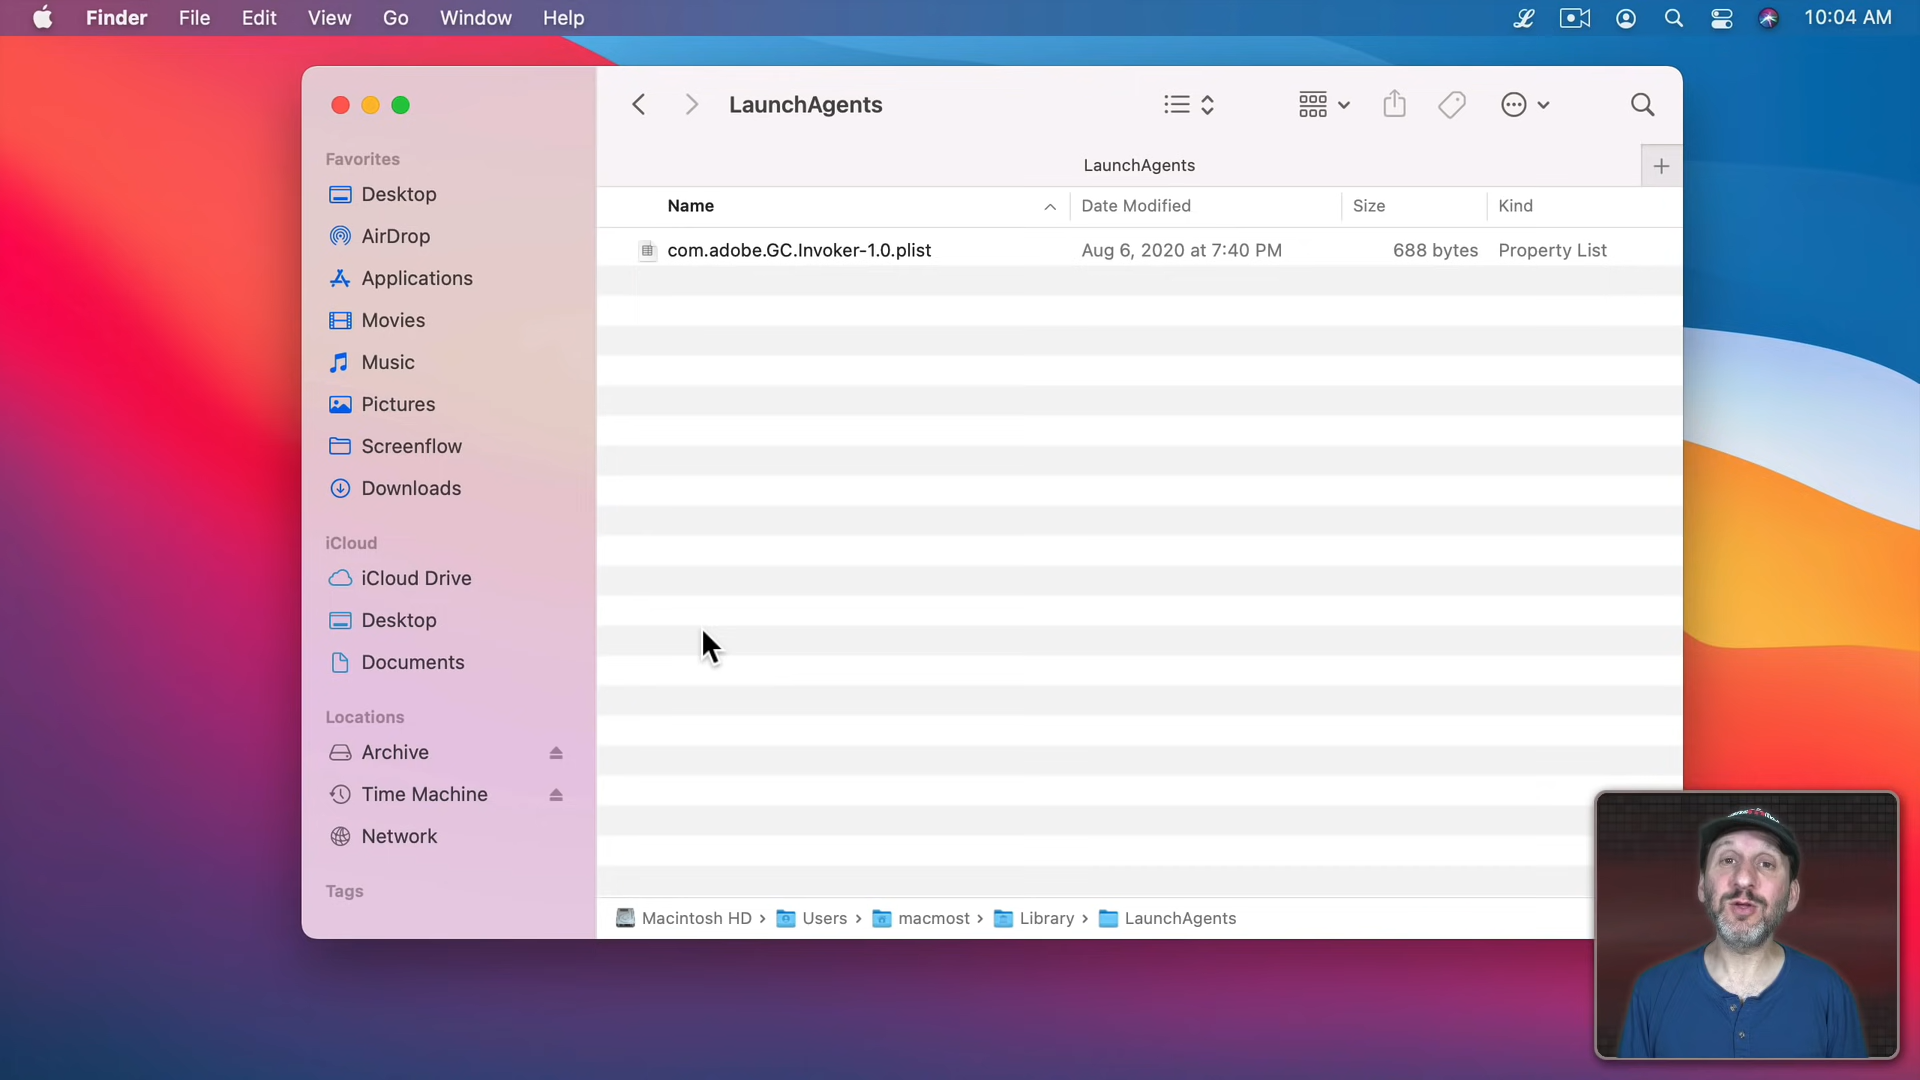 Finder File Edit View Go Window Help 10:04 AM
LaunchAgents
LaunchAgents
Name Date Modified Size Kind
com.adobe.GC.Invoker-1.0.plist Aug 6, 2020 at 7:40 PM 688 bytes Property List
Favorites
Desktop
AirDrop
Applications
Movies
Music
Pictures
Screenflow
Downloads
iCloud
iCloud Drive
Desktop
Documents
Locations
Archive
Time Machine
Network
Tags
Macintosh HD › Users › macmost › Library › LaunchAgents